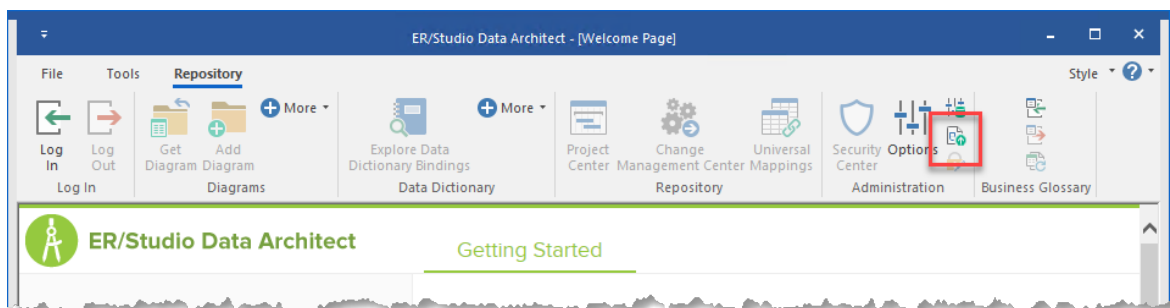 ER/Studio Data Architect - [Welcome Page]
File Tools Repository Style
Log In
Log Out
Get Diagram
Add Diagram
More
Explore Data Dictionary Bindings
More
Project Center
Change Management Center
Universal Mappings
Security Center
Options
Log In Diagrams Data Dictionary Repository Administration Business Glossary
ER/Studio Data Architect
Getting Started